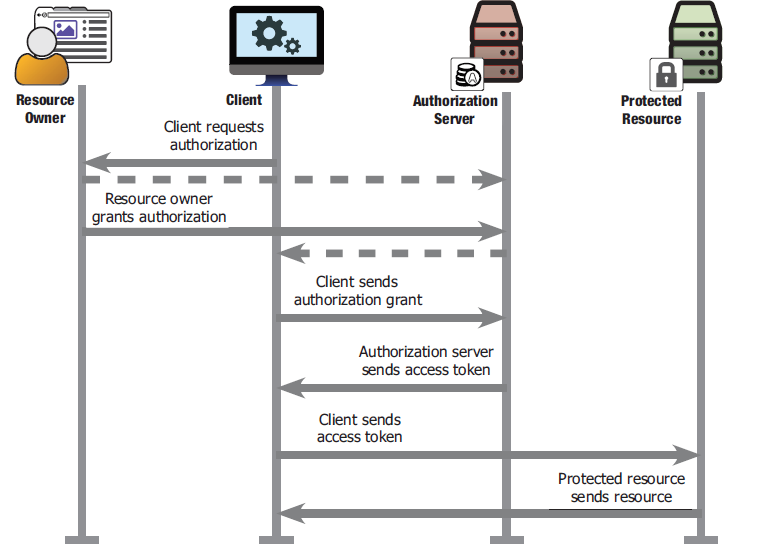 Resource
Owner
Client
Authorization
Server
Protected
Resource
Client requests
authorization
Resource owner
grants authorization
Client sends
authorization grant
Authorization server
sends access token
Client sends
access token
Protected resource
sends resource